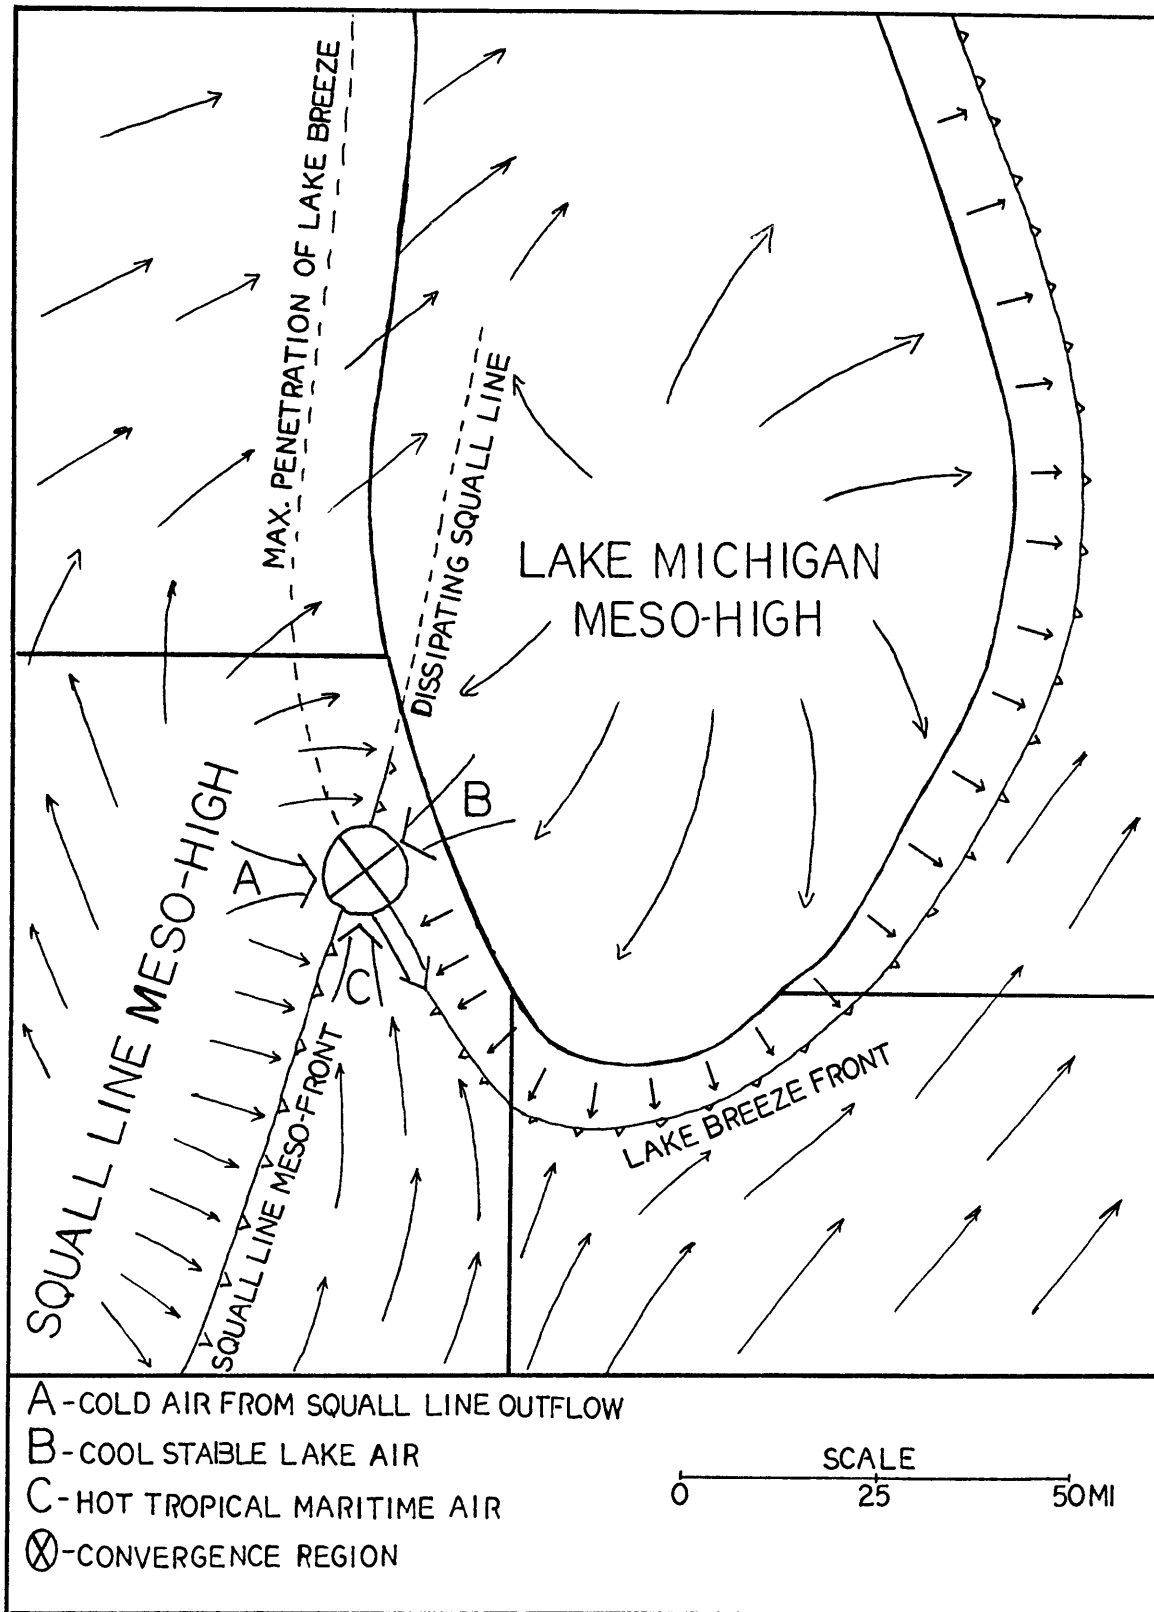 MAX. PENETRATION OF LAKE BREEZE
DISSIPATING SQUALL LINE
LAKE MICHIGAN
MESO-HIGH
B
A
C
SQUALL LINE MESO-HIGH
SQUALL LINE MESO-FRONT
LAKE BREEZE FRONT
A-COLD AIR FROM SQUALL LINE OUTFLOW
B-COOL STABLE LAKE AIR
C-HOT TROPICAL MARITIME AIR
⊗-CONVERGENCE REGION
SCALE
0 25 50 MI